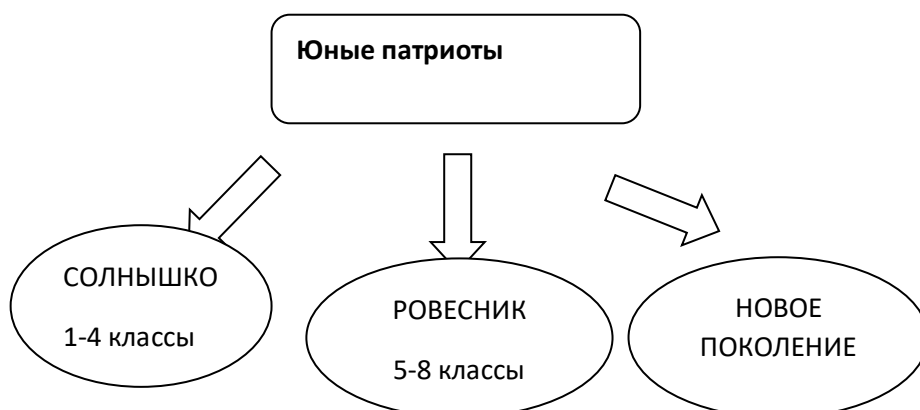 Юные патриоты
СОЛНЫШКО
1-4 классы
РОВЕСНИК
5-8 классы
НОВОЕ
ПОКОЛЕНИЕ